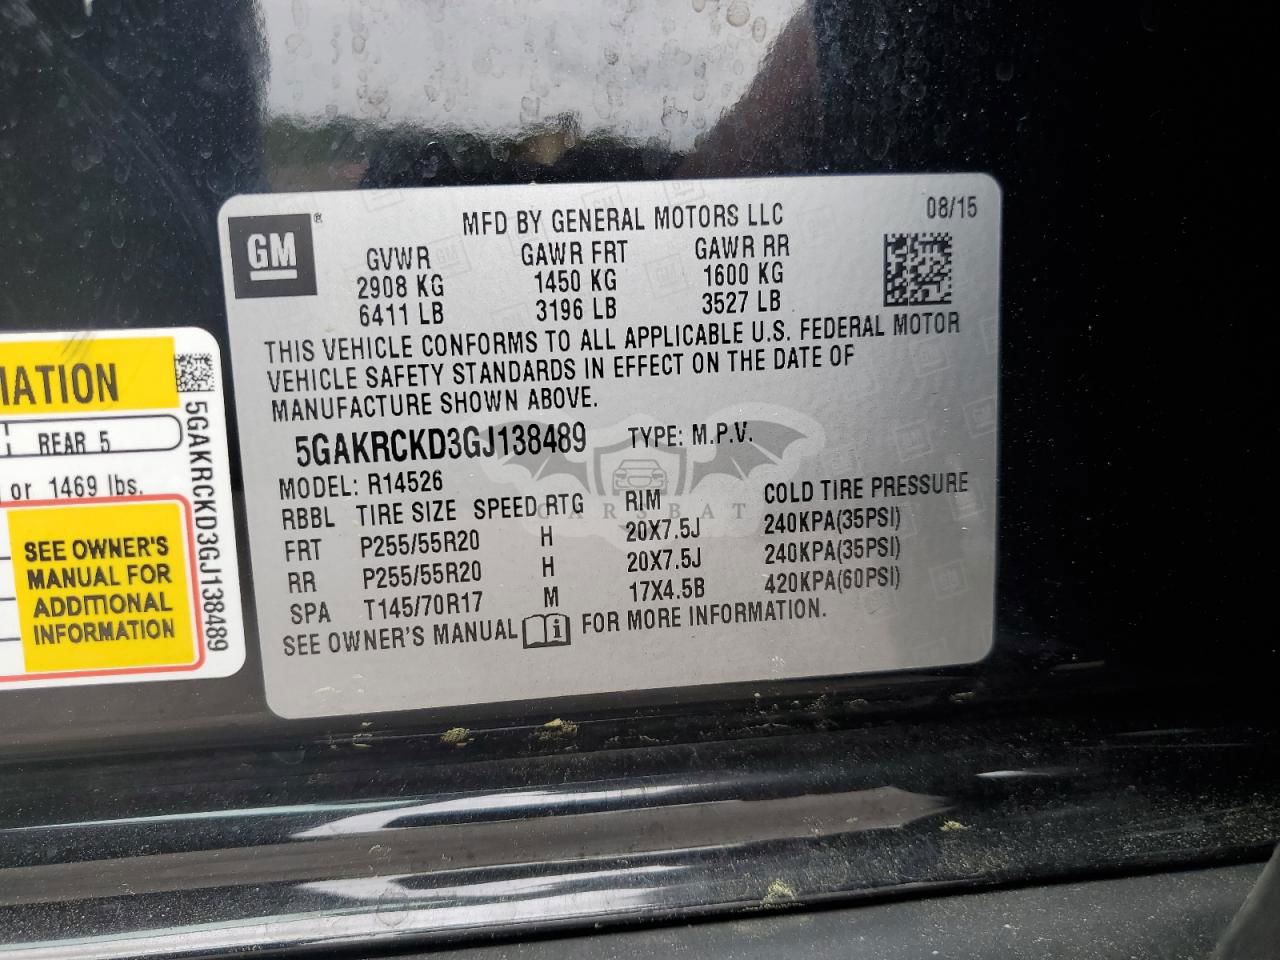 GM®
MFD BY GENERAL MOTORS LLC
08/15
GVWR GAWR FRT GAWR RR
2908 KG 1450 KG 1600 KG
6411 LB 3196 LB 3527 LB
THIS VEHICLE CONFORMS TO ALL APPLICABLE U.S. FEDERAL MOTOR
VEHICLE SAFETY STANDARDS IN EFFECT ON THE DATE OF
MANUFACTURE SHOWN ABOVE.
5GAKRCKD3GJ138489 TYPE: M.P.V.
MODEL: R14526
RBBL TIRE SIZE SPEED RTG RIM COLD TIRE PRESSURE
FRT P255/55R20 H 20X7.5J 240KPA(35PSI)
RR P255/55R20 H 20X7.5J 240KPA(35PSI)
SPA T145/70R17 M 17X4.5B 420KPA(60PSI)
SEE OWNER'S MANUAL i FOR MORE INFORMATION.
CARSBAT
MATION
REAR 5
or 1469 lbs.
SEE OWNER'S
MANUAL FOR
ADDITIONAL
INFORMATION
5GAKRCKD3GJ138489